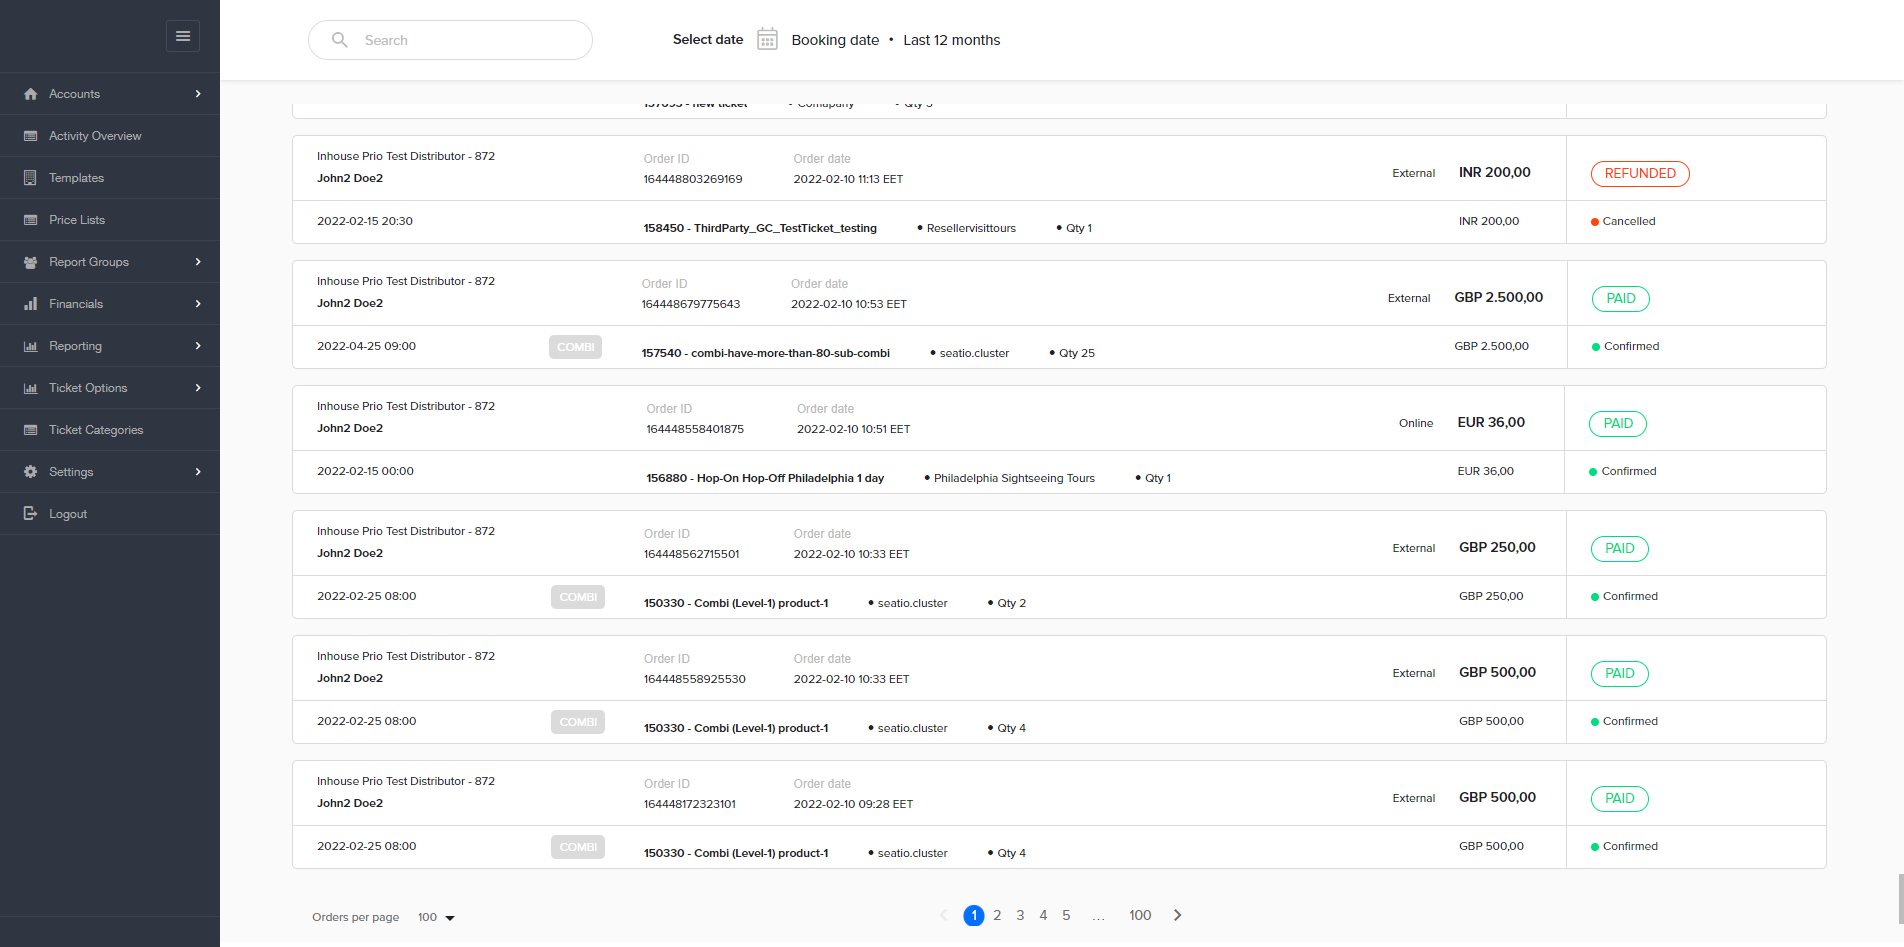 Search
Select date Booking date • Last 12 months
Accounts
Activity Overview
Templates
Price Lists
Report Groups
Financials
Reporting
Ticket Options
Ticket Categories
Settings
Logout
Inhouse Prio Test Distributor - 872
John2 Doe2
Order ID
164448803269169
Order date
2022-02-10 11:13 EET
External INR 200,00 REFUNDED
2022-02-15 20:30 158450 - ThirdParty_GC_TestTicket_testing • Resellervisittours • Qty 1 INR 200,00 Cancelled
Inhouse Prio Test Distributor - 872
John2 Doe2
Order ID
164448679775643
Order date
2022-02-10 10:53 EET
External GBP 2.500,00 PAID
2022-04-25 09:00 COMBI 157540 - combi-have-more-than-80-sub-combi • seatio.cluster • Qty 25 GBP 2.500,00 Confirmed
Inhouse Prio Test Distributor - 872
John2 Doe2
Order ID
164448558401875
Order date
2022-02-10 10:51 EET
Online EUR 36,00 PAID
2022-02-15 00:00 156880 - Hop-On Hop-Off Philadelphia 1 day • Philadelphia Sightseeing Tours • Qty 1 EUR 36,00 Confirmed
Inhouse Prio Test Distributor - 872
John2 Doe2
Order ID
164448562715501
Order date
2022-02-10 10:33 EET
External GBP 250,00 PAID
2022-02-25 08:00 COMBI 150330 - Combi (Level-1) product-1 • seatio.cluster • Qty 2 GBP 250,00 Confirmed
Inhouse Prio Test Distributor - 872
John2 Doe2
Order ID
164448558925530
Order date
2022-02-10 10:33 EET
External GBP 500,00 PAID
2022-02-25 08:00 COMBI 150330 - Combi (Level-1) product-1 • seatio.cluster • Qty 4 GBP 500,00 Confirmed
Inhouse Prio Test Distributor - 872
John2 Doe2
Order ID
164448172323101
Order date
2022-02-10 09:28 EET
External GBP 500,00 PAID
2022-02-25 08:00 COMBI 150330 - Combi (Level-1) product-1 • seatio.cluster • Qty 4 GBP 500,00 Confirmed
Orders per page 100
1 2 3 4 5 ... 100